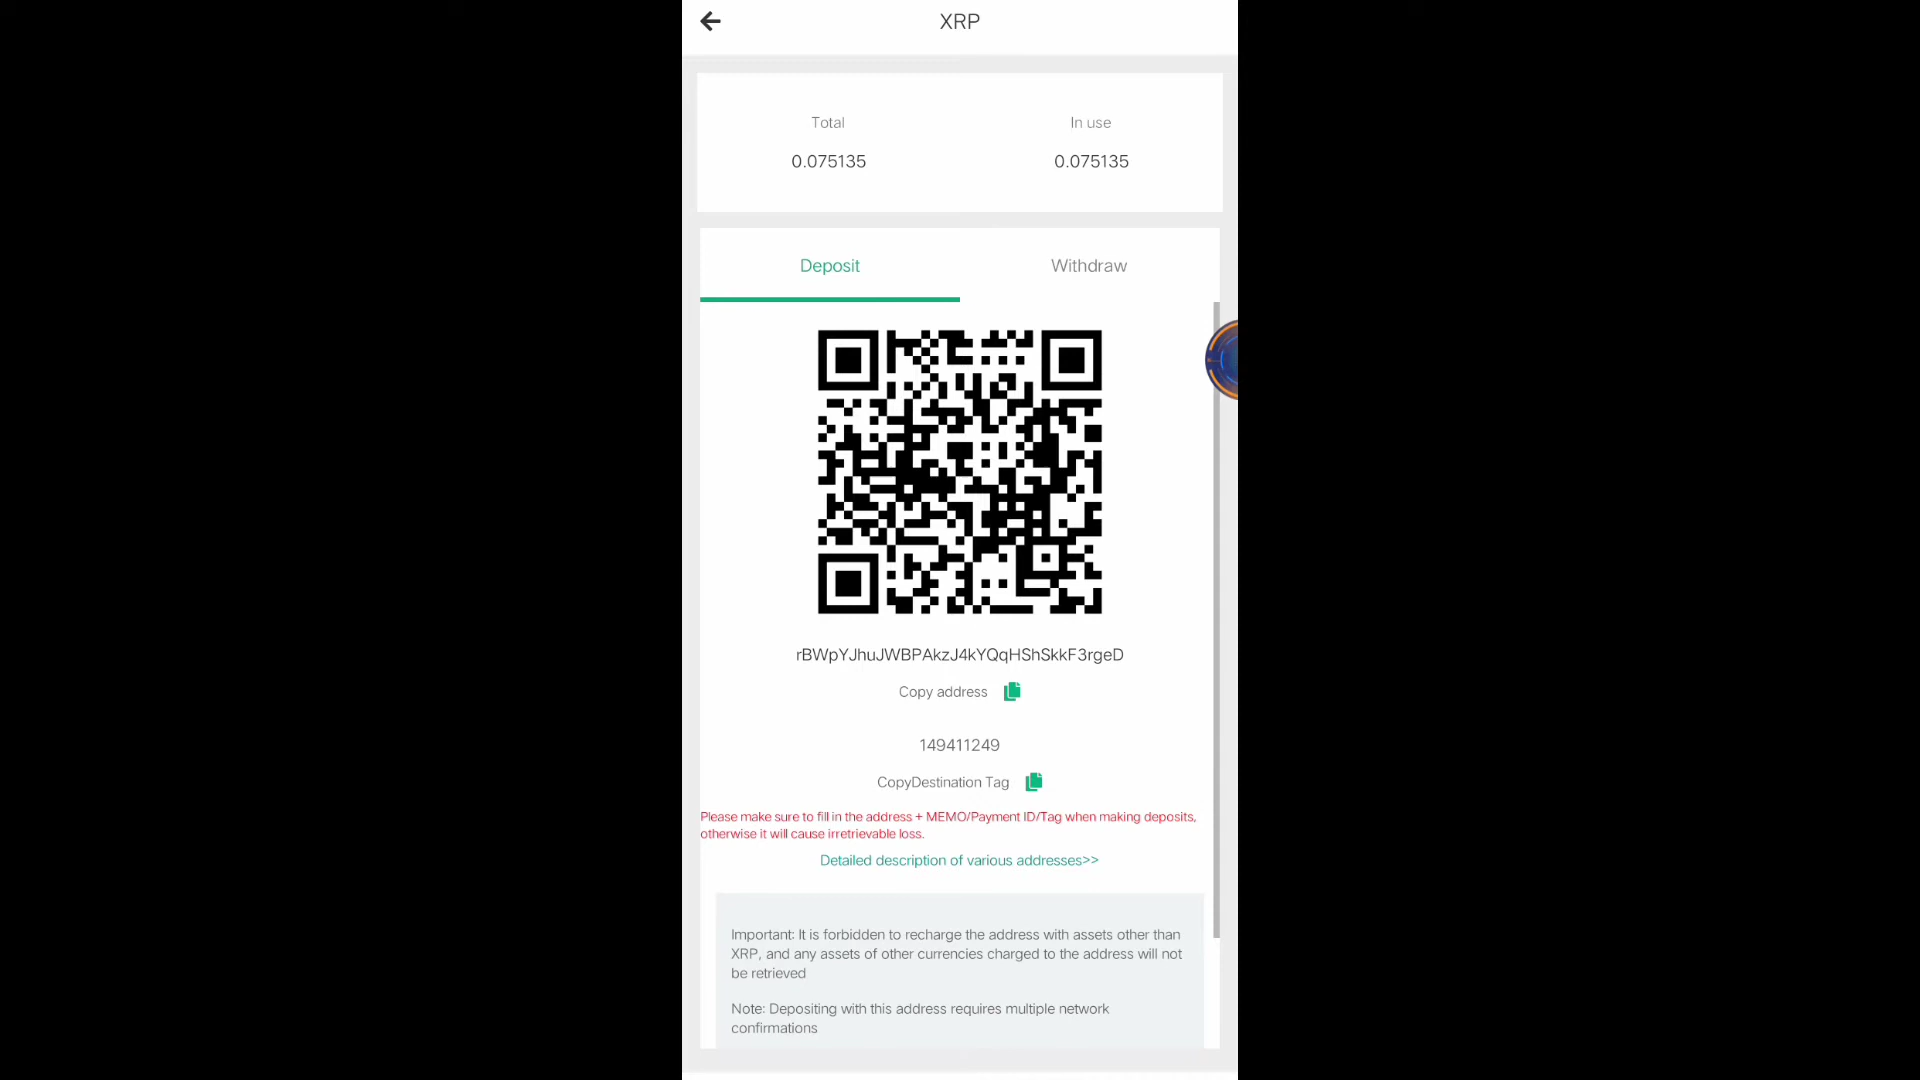 XRP
Total
In use
0.075135
0.075135
Deposit
Withdraw
rBWpYJhuJWBPAkzJ4kYQqHShSkkF3rgeD
Copy address
149411249
CopyDestination Tag
Please make sure to fill in the address + MEMO/Payment ID/Tag when making deposits,
otherwise it will cause irretrievable loss.
Detailed description of various addresses>>
Important: It is forbidden to recharge the address with assets other than
XRP, and any assets of other currencies charged to the address will not
be retrieved
Note: Depositing with this address requires multiple network
confirmations